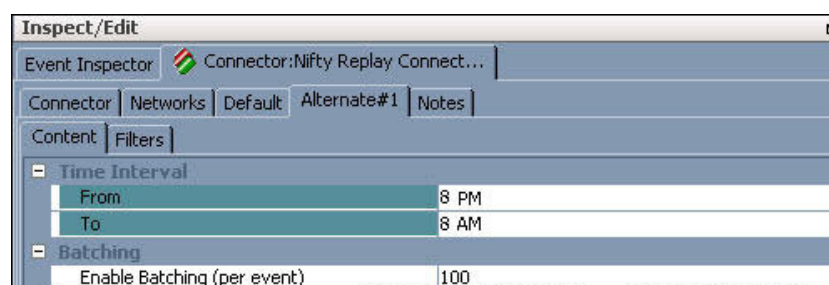 Inspect/Edit
Event Inspector Connector:Nifty Replay Connect...
Connector Networks Default Alternate#1 Notes
Content Filters
Time Interval
From 8 PM
To 8 AM
Batching
Enable Batching (per event) 100